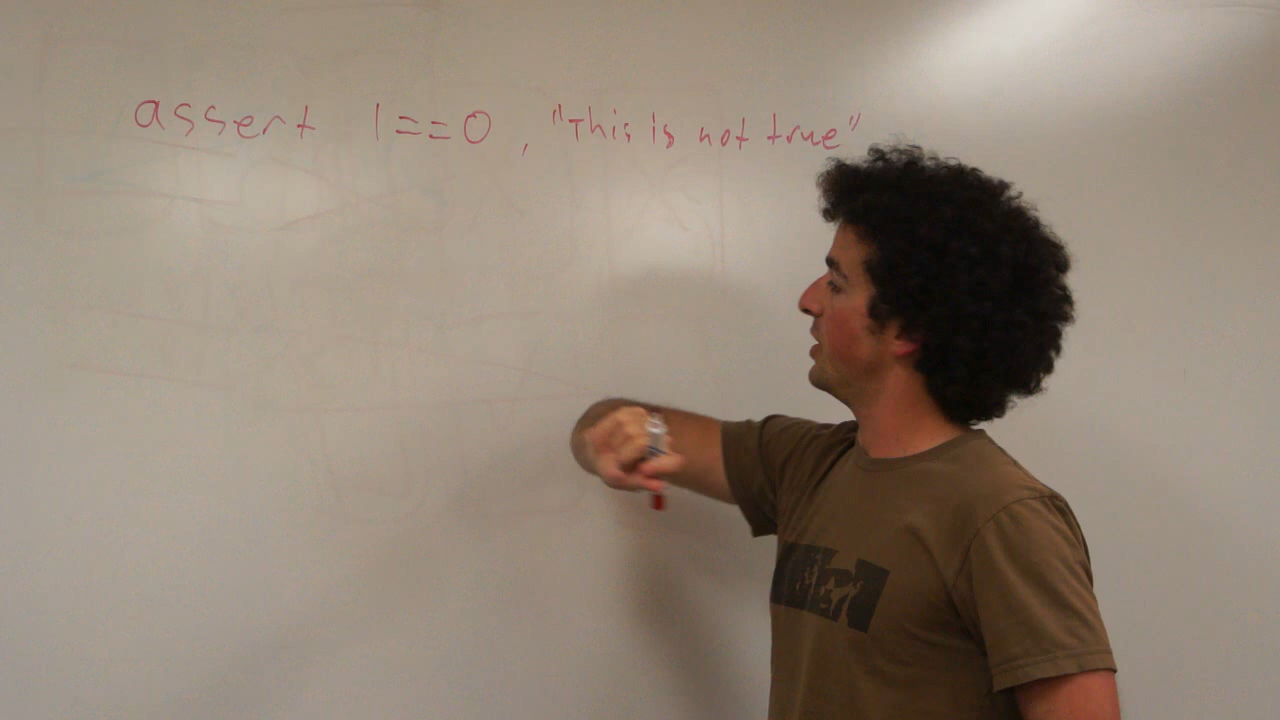 assert 1==0, "This is not true"